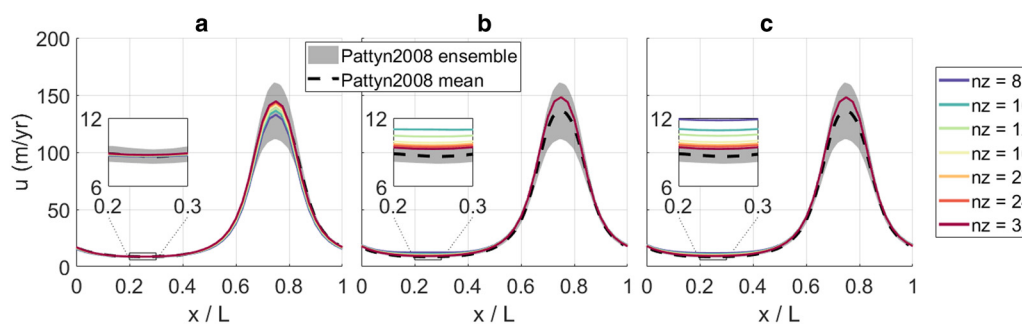 a b c
Pattyn2008 ensemble
Pattyn2008 mean
u (m/yr)
200
150
100
50
0
12
6
0.2 0.3
12
6
0.2 0.3
12
6
0.2 0.3
0 0.2 0.4 0.6 0.8 1
0 0.2 0.4 0.6 0.8 1
0 0.2 0.4 0.6 0.8 1
x / L
x / L
x / L
nz = 8
nz = 1
nz = 1
nz = 1
nz = 2
nz = 2
nz = 3